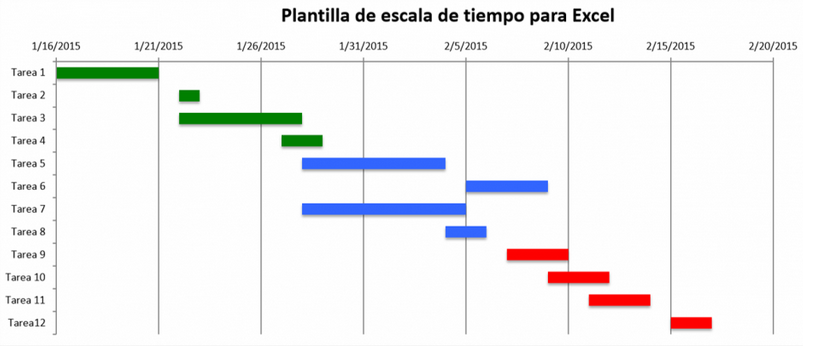 Plantilla de escala de tiempo para Excel
1/16/2015 1/21/2015 1/26/2015 1/31/2015 2/5/2015 2/10/2015 2/15/2015 2/20/2015
Tarea 1
Tarea 2
Tarea 3
Tarea 4
Tarea 5
Tarea 6
Tarea 7
Tarea 8
Tarea 9
Tarea 10
Tarea 11
Tarea12